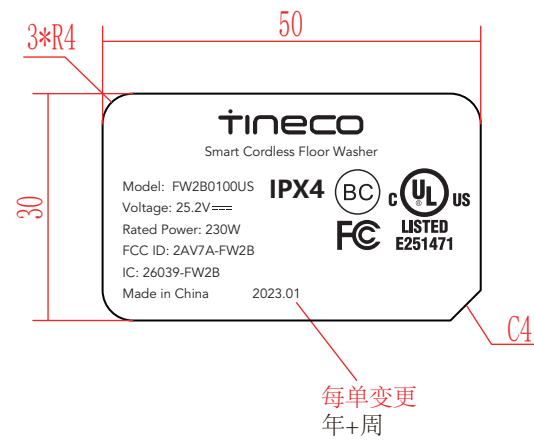 50
3*R4
30
TINECO
Smart Cordless Floor Washer
Model: FW2B0100US
Voltage: 25.2V⎓
Rated Power: 230W
FCC ID: 2AV7A-FW2B
IC: 26039-FW2B
Made in China 2023.01
IPX4
BC
FC
C UL US
®
LISTED
E251471
C4
每单变更
年+周